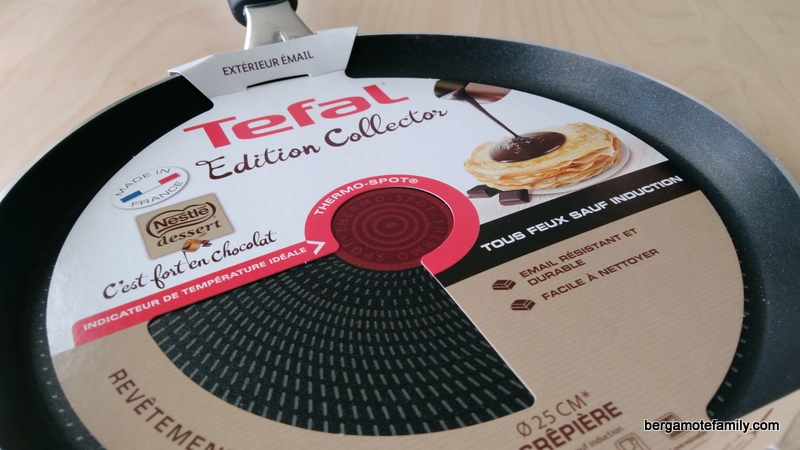 EXTÉRIEUR ÉMAIL
Tefal
Edition Collector
MADE IN
FRANCE
Nestlé
dessert
C'est fort en chocolat
THERMO-SPOT®
INDICATEUR DE TEMPÉRATURE IDÉALE
TOUS FEUX SAUF INDUCTION
EMAIL RÉSISTANT ET
DURABLE
FACILE À NETTOYER
REVÊTEMEN
Ø 25 CM*
CRÊPIÈRE
induction
bergamotefamily.com